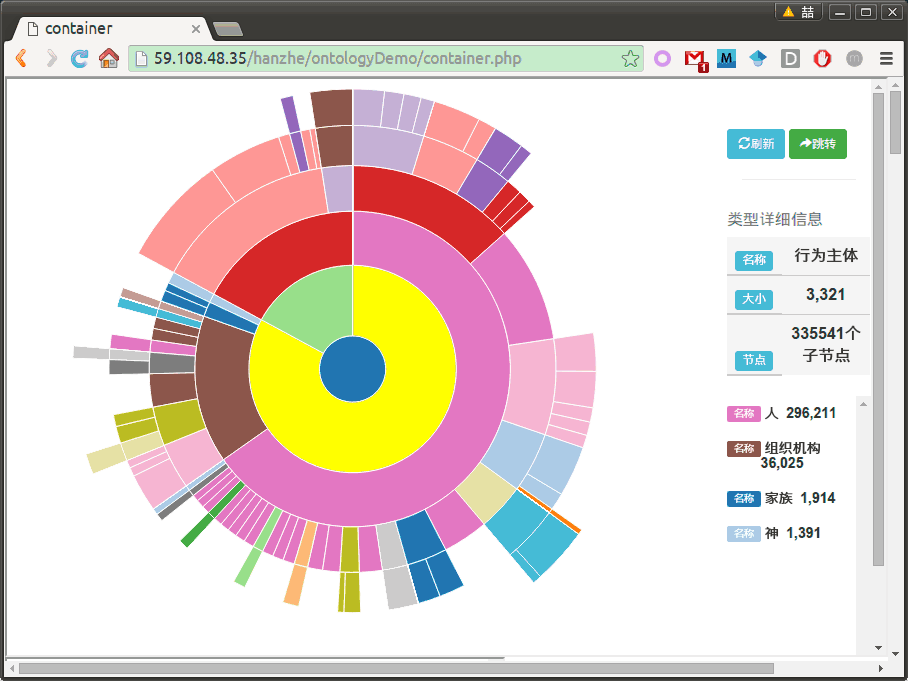 喆
container
59.108.48.35/hanzhe/ontologyDemo/container.php
M
1
M
D
m
刷新
跳转
类型详细信息
名称 行为主体
大小 3,321
节点 335541个
子节点
名称 人 296,211
名称 组织机构
36,025
名称 家族 1,914
名称 神 1,391